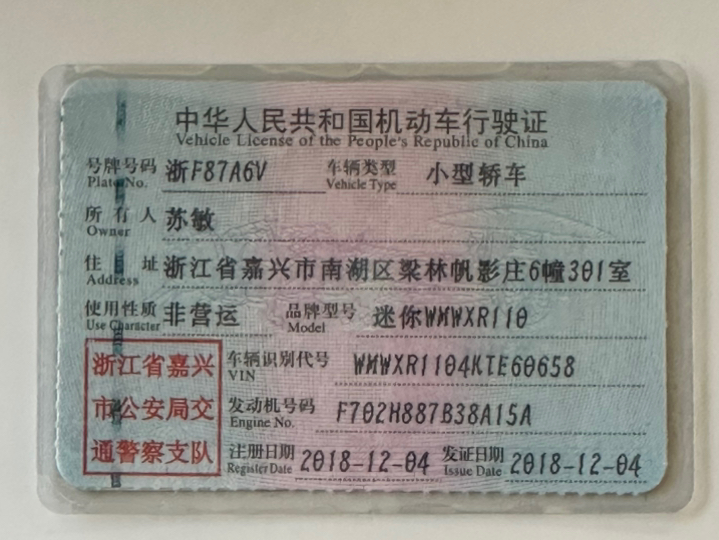 中华人民共和国机动车行驶证
Vehicle License of the People's Republic of China
号牌号码 浙F87A6V 车辆类型 小型轿车
Plate No. Vehicle Type
所有人 苏敏
Owner
住址 浙江省嘉兴市南湖区梁林帆影庄6幢301室
Address
使用性质 非营运 品牌型号 迷你WMWXR110
Use Character Model
浙江省嘉兴 车辆识别代号 WMWXR1104KTE60658
VIN
市公安局交 发动机号码 F702H887B38A15A
Engine No.
通警察支队 注册日期 2018-12-04 发证日期 2018-12-04
Register Date Issue Date